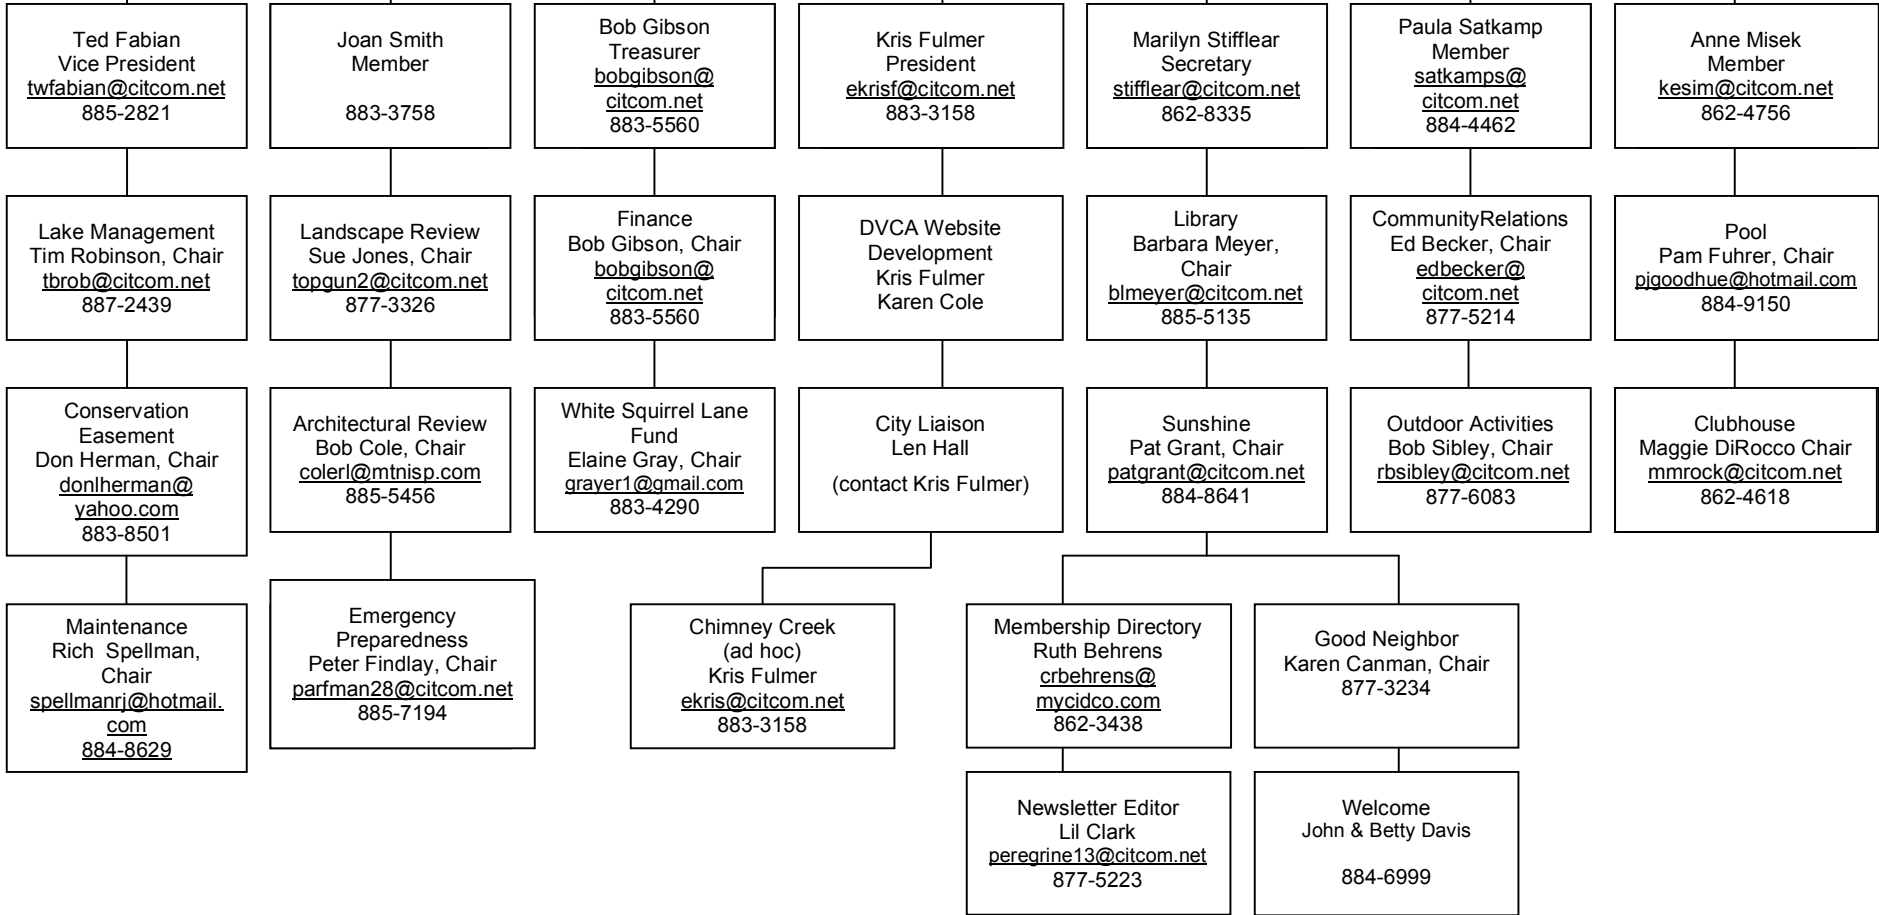 Ted Fabian
Vice President
twfabian@citcom.net
885-2821
Joan Smith
Member
883-3758
Bob Gibson
Treasurer
bobgibson@
citcom.net
883-5560
Kris Fulmer
President
ekrisf@citcom.net
883-3158
Marilyn Stifflear
Secretary
stifflear@citcom.net
862-8335
Paula Satkamp
Member
satkamps@
citcom.net
884-4462
Anne Misek
Member
kesim@citcom.net
862-4756
Lake Management
Tim Robinson, Chair
tbrob@citcom.net
887-2439
Landscape Review
Sue Jones, Chair
topgun2@citcom.net
877-3326
Finance
Bob Gibson, Chair
bobgibson@
citcom.net
883-5560
DVCA Website
Development
Kris Fulmer
Karen Cole
Library
Barbara Meyer,
Chair
blmeyer@citcom.net
885-5135
CommunityRelations
Ed Becker, Chair
edbecker@
citcom.net
877-5214
Pool
Pam Fuhrer, Chair
pjgoodhue@hotmail.com
884-9150
Conservation
Easement
Don Herman, Chair
donlherman@
yahoo.com
883-8501
Architectural Review
Bob Cole, Chair
colerl@mtnisp.com
885-5456
White Squirrel Lane
Fund
Elaine Gray, Chair
grayer1@gmail.com
883-4290
City Liaison
Len Hall
(contact Kris Fulmer)
Sunshine
Pat Grant, Chair
patgrant@citcom.net
884-8641
Outdoor Activities
Bob Sibley, Chair
rbsibley@citcom.net
877-6083
Clubhouse
Maggie DiRocco Chair
mmrock@citcom.net
862-4618
Maintenance
Rich Spellman,
Chair
spellmanrj@hotmail.
com
884-8629
Emergency
Preparedness
Peter Findlay, Chair
parfman28@citcom.net
885-7194
Chimney Creek
(ad hoc)
Kris Fulmer
ekris@citcom.net
883-3158
Membership Directory
Ruth Behrens
crbehrens@
mycidco.com
862-3438
Good Neighbor
Karen Canman, Chair
877-3234
Newsletter Editor
Lil Clark
peregrine13@citcom.net
877-5223
Welcome
John & Betty Davis
884-6999